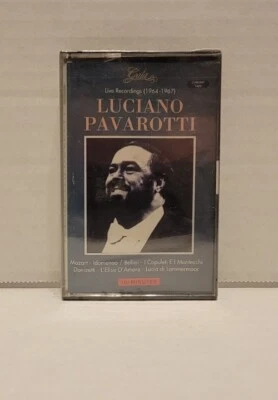 Gala
Live Recordings (1964-1967)
LUCIANO
PAVAROTTI
Mozart - Idomeneo / Bellini - I Capuleti E I Montecchi
Donizetti - L'Elisir D'Amore - Lucia di Lammermoor